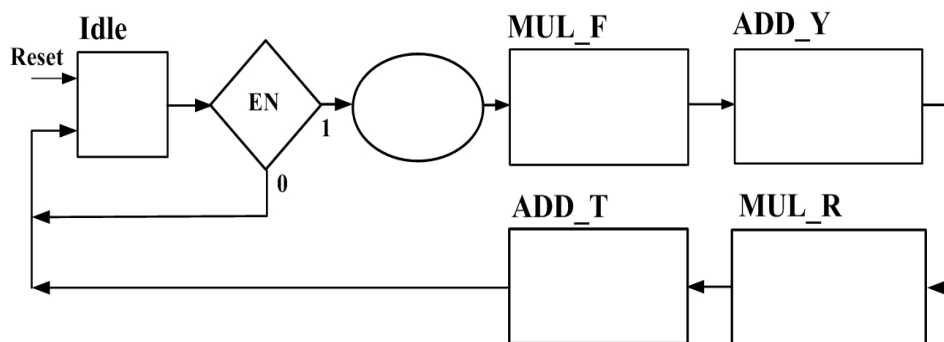 Idle
Reset
EN
1
0
MUL_F
ADD_Y
ADD_T
MUL_R